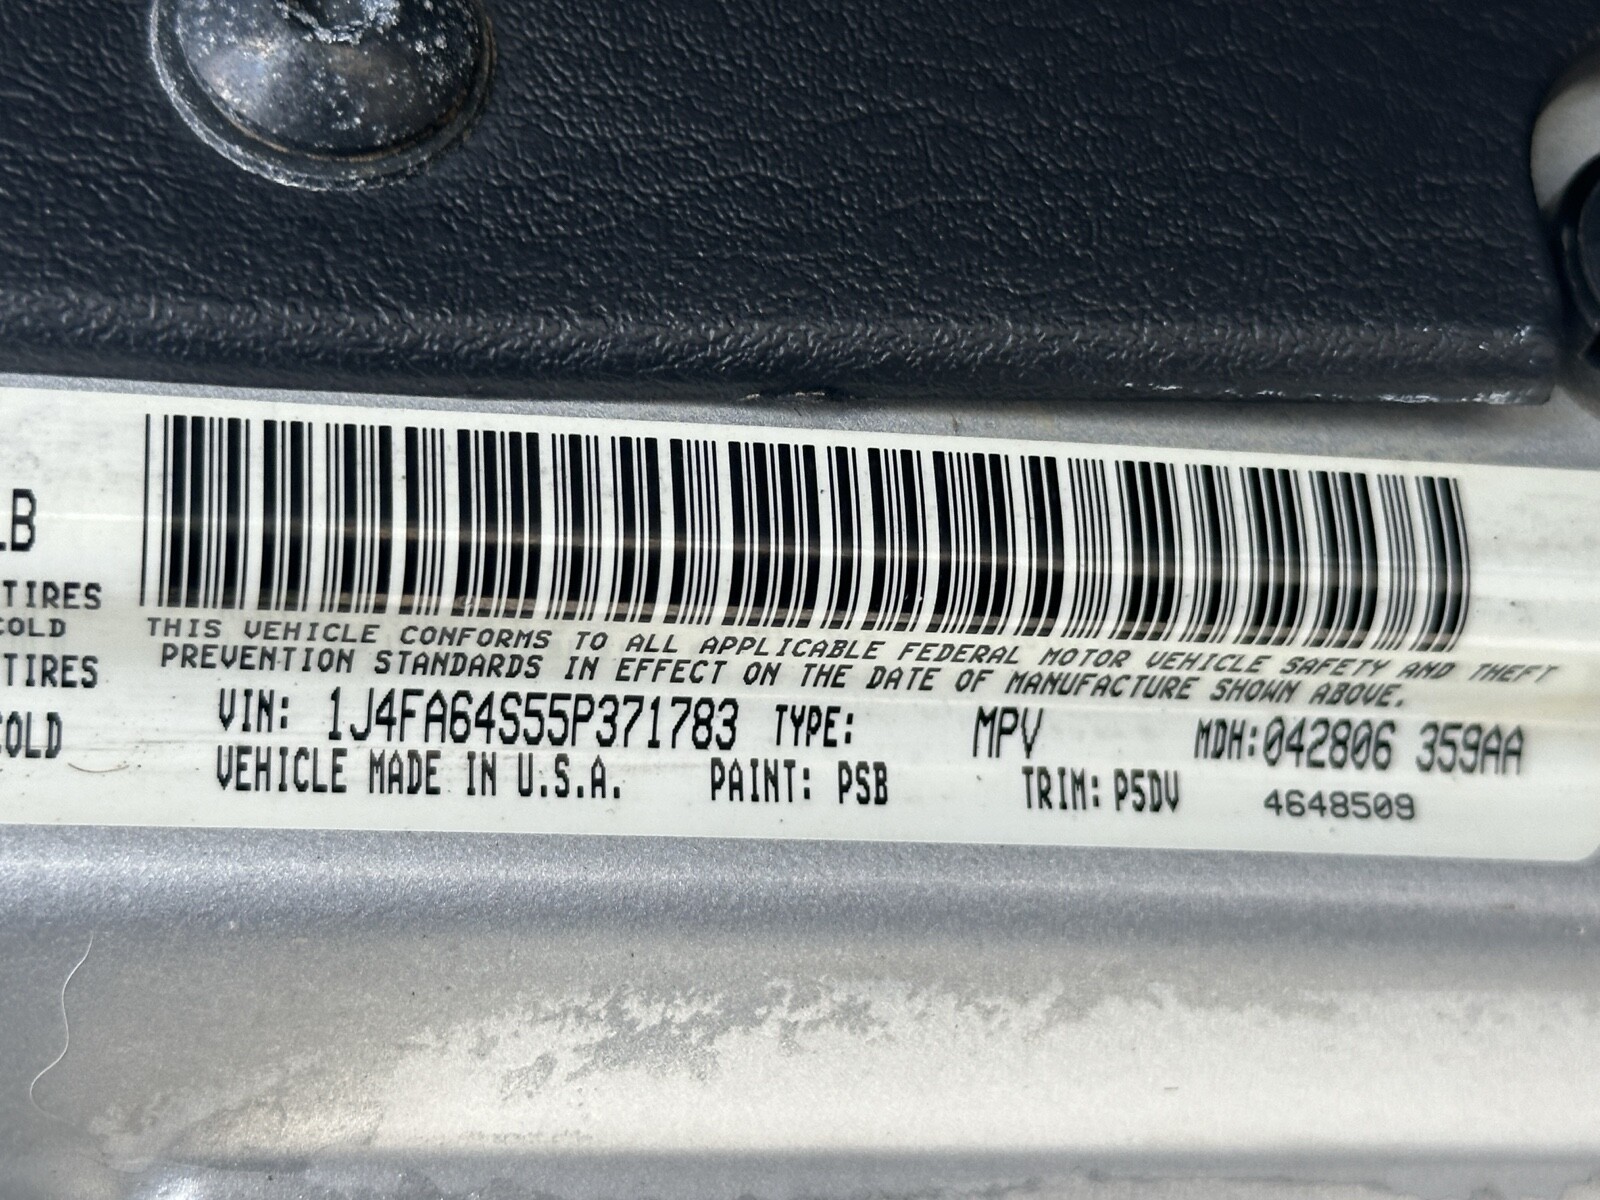 LB
TIRES
COLD
TIRES
COLD
THIS VEHICLE CONFORMS TO ALL APPLICABLE FEDERAL MOTOR VEHICLE SAFETY AND THEFT
PREVENTION STANDARDS IN EFFECT ON THE DATE OF MANUFACTURE SHOWN ABOVE.
VIN: 1J4FA64S55P371783 TYPE: MPV MDH:042806 359AA
VEHICLE MADE IN U.S.A. PAINT: PSB TRIM: P5DV 4648509